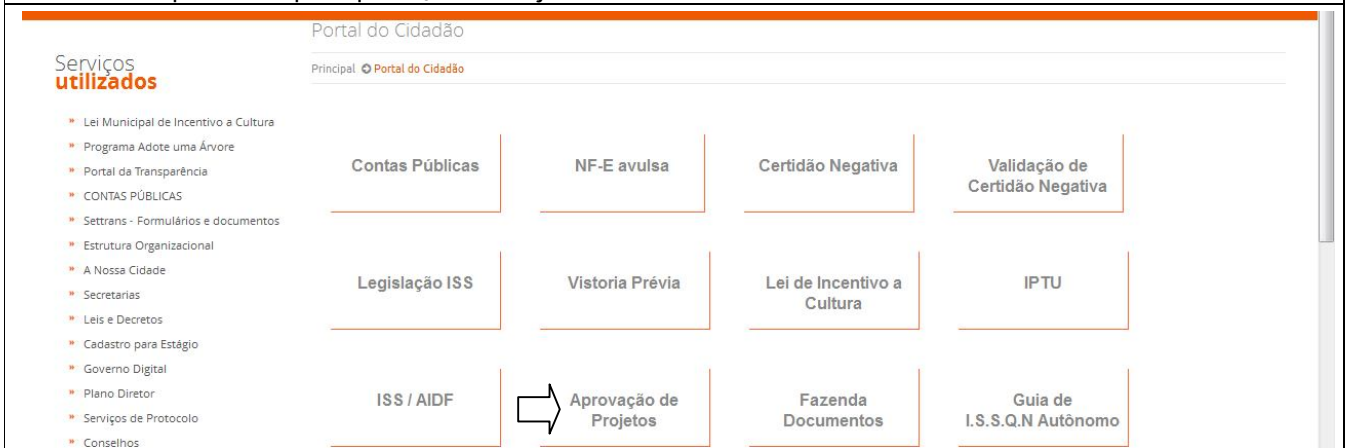 Portal do Cidadão
Serviços
utilizados
Principal Portal do Cidadão
Lei Municipal de Incentivo a Cultura
Programa Adote uma Árvore
Portal da Transparência
CONTAS PÚBLICAS
Settrans - Formulários e documentos
Estrutura Organizacional
A Nossa Cidade
Secretarias
Leis e Decretos
Cadastro para Estágio
Governo Digital
Plano Diretor
Serviços de Protocolo
Conselhos
Contas Públicas
NF-E avulsa
Certidão Negativa
Validação de
Certidão Negativa
Legislação ISS
Vistoria Prévia
Lei de Incentivo a
Cultura
IPTU
ISS / AIDF
Aprovação de
Projetos
Fazenda
Documentos
Guia de
I.S.S.Q.N Autônomo